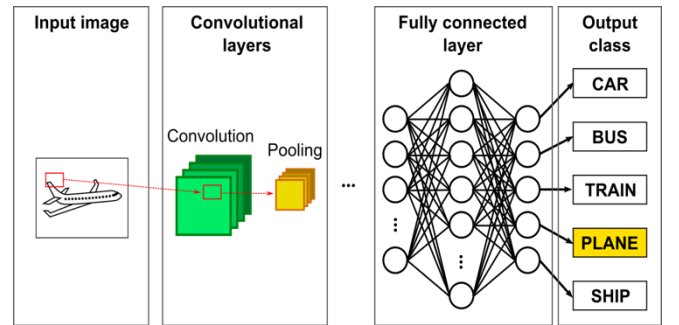 Input image
Convolutional
layers
Fully connected
layer
Output
class
Convolution
Pooling
...
CAR
BUS
TRAIN
PLANE
SHIP